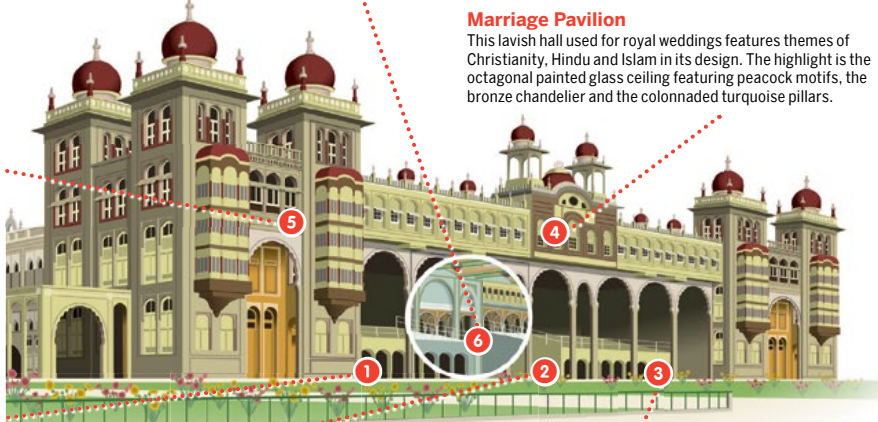 Marriage Pavilion
This lavish hall used for royal weddings features themes of
Christianity, Hindu and Islam in its design. The highlight is the
octagonal painted glass ceiling featuring peacock motifs, the
bronze chandelier and the colonnaded turquoise pillars.
5
4
6
1
2
3